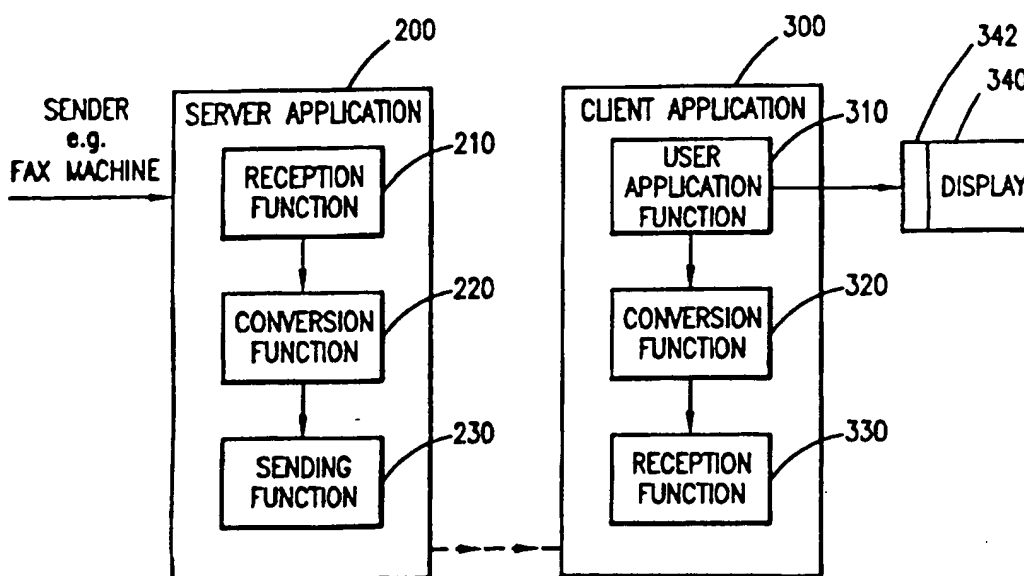 200
300
342
340
SENDER
e.g.
FAX MACHINE
SERVER APPLICATION
210
RECEPTION
FUNCTION
220
CONVERSION
FUNCTION
230
SENDING
FUNCTION
CLIENT APPLICATION
310
USER
APPLICATION
FUNCTION
320
CONVERSION
FUNCTION
330
RECEPTION
FUNCTION
DISPLAY